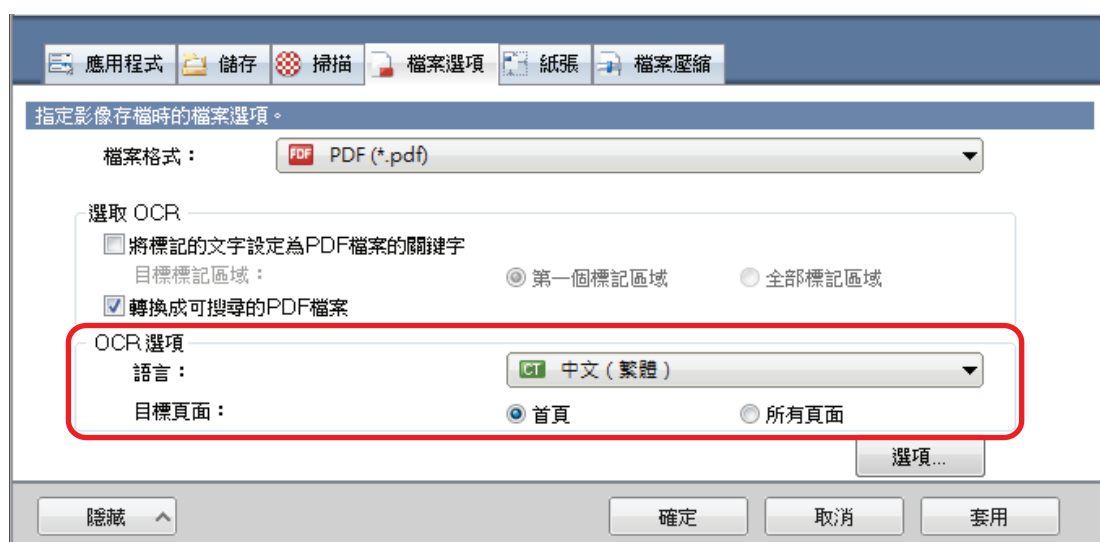 應用程式 儲存 掃描 檔案選項 紙張 檔案壓縮
指定影像存檔時的檔案選項。
檔案格式： PDF PDF (*.pdf)
選取 OCR
將標記的文字設定為PDF檔案的關鍵字
目標標記區域： 第一個標記區域 全部標記區域
轉換成可搜尋的PDF檔案
OCR 選項
語言： CT 中文（繁體）
目標頁面： 首頁 所有頁面
選項...
隱藏 確定 取消 套用